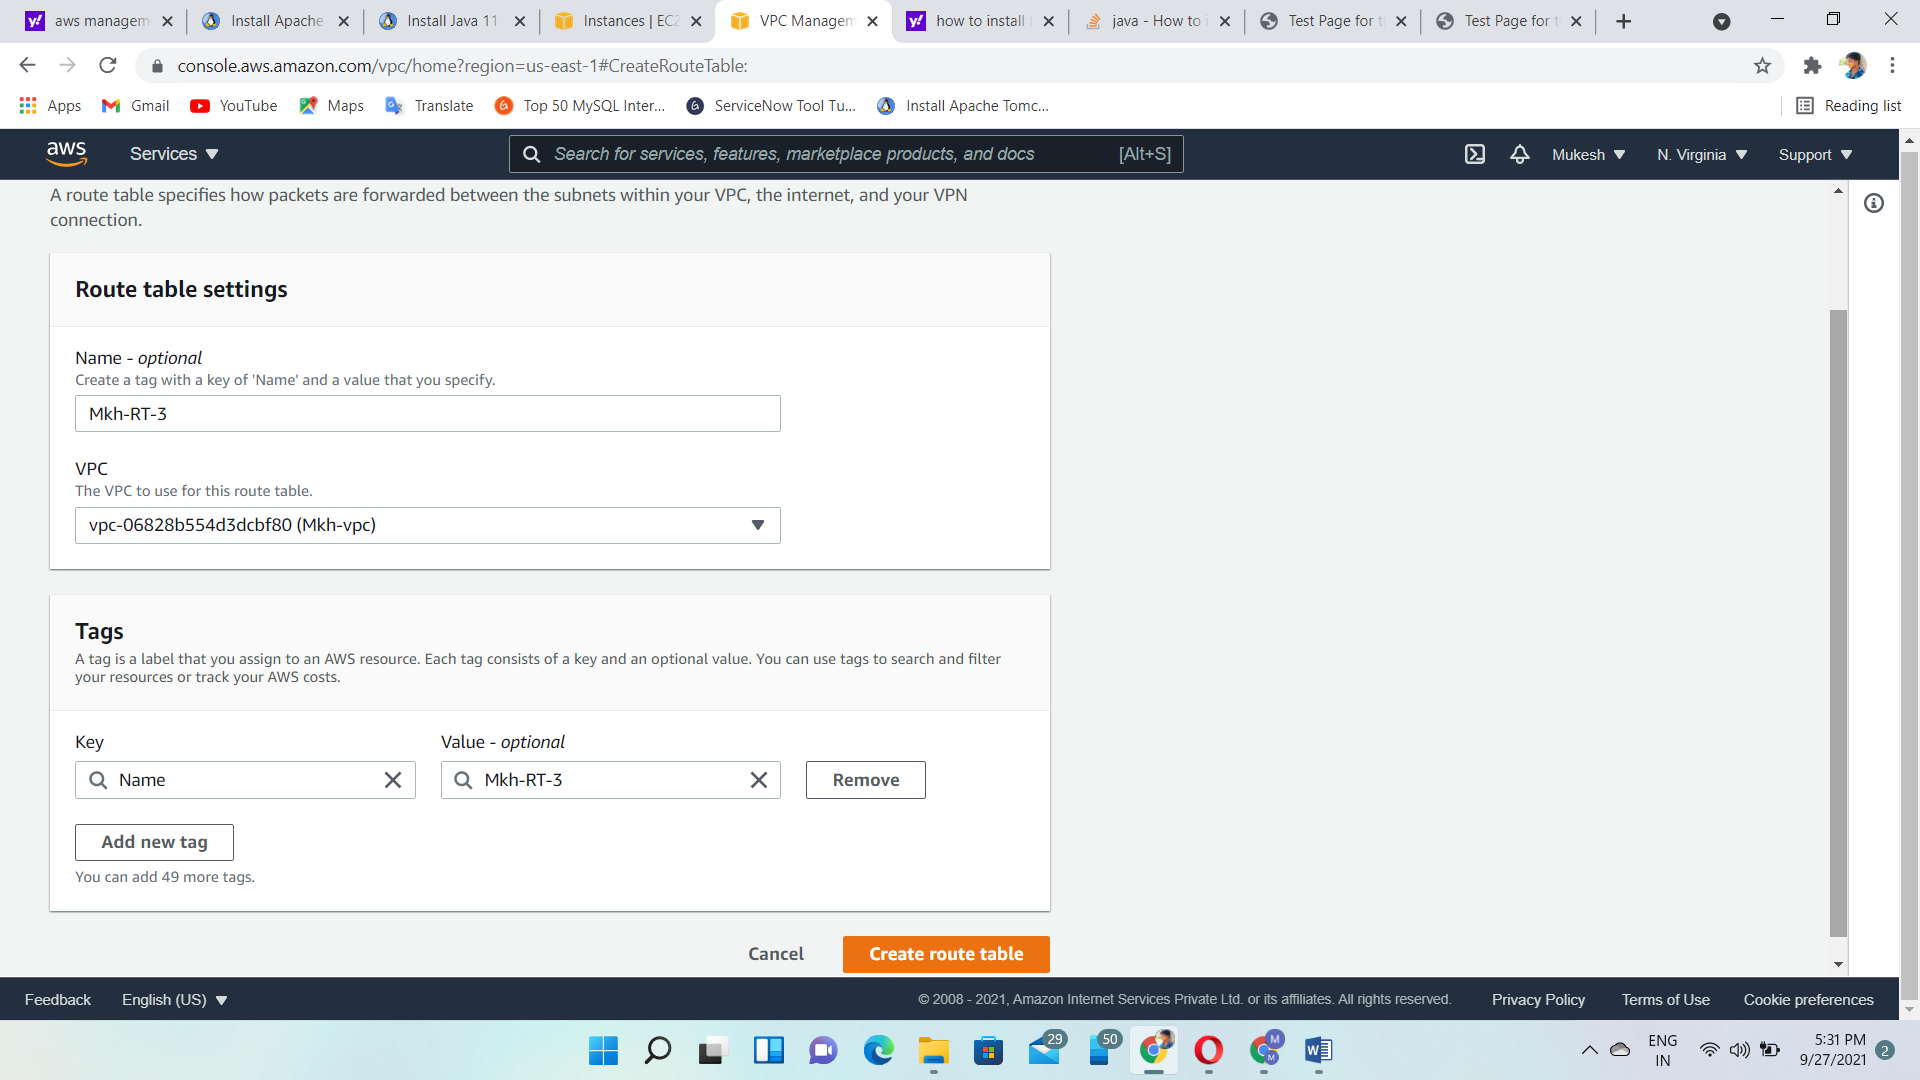 aws managem
Install Apache
Install Java 11
Instances | EC2
VPC Managem
how to install t
java - How to i
Test Page for t
Test Page for t
console.aws.amazon.com/vpc/home?region=us-east-1#CreateRouteTable:
Apps
Gmail
YouTube
Maps
Translate
Top 50 MySQL Inter...
ServiceNow Tool Tu...
Install Apache Tomc...
Reading list
aws
Services
Search for services, features, marketplace products, and docs
[Alt+S]
Mukesh
N. Virginia
Support
A route table specifies how packets are forwarded between the subnets within your VPC, the internet, and your VPN
connection.
Route table settings
Name - optional
Create a tag with a key of 'Name' and a value that you specify.
Mkh-RT-3
VPC
The VPC to use for this route table.
vpc-06828b554d3dcbf80 (Mkh-vpc)
Tags
A tag is a label that you assign to an AWS resource. Each tag consists of a key and an optional value. You can use tags to search and filter
your resources or track your AWS costs.
Key
Value - optional
Name
Mkh-RT-3
Remove
Add new tag
You can add 49 more tags.
Cancel
Create route table
Feedback
English (US)
© 2008 - 2021, Amazon Internet Services Private Ltd. or its affiliates. All rights reserved.
Privacy Policy
Terms of Use
Cookie preferences
29
50
M
M
ENG
IN
5:31 PM
9/27/2021
2